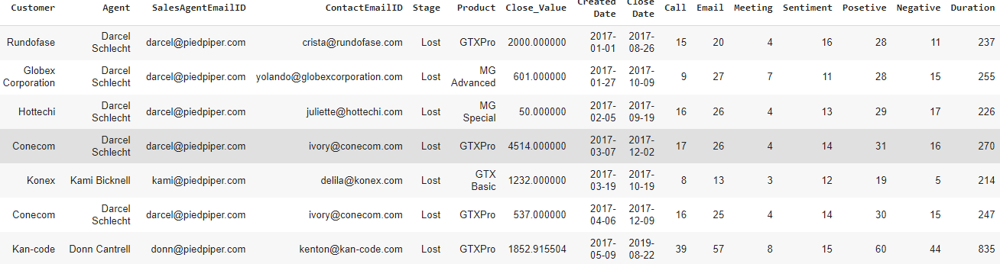 Customer Agent SalesAgentEmailID ContactEmailID Stage Product Close_Value Created Date Close Date Call Email Meeting Sentiment Posetive Negative Duration
Rundofase Darcel Schlecht darcel@piedpiper.com crista@rundofase.com Lost GTXPro 2000.000000 2017-01-01 2017-08-26 15 20 4 16 28 11 237
Globex Corporation Darcel Schlecht darcel@piedpiper.com yolando@globexcorporation.com Lost MG Advanced 601.000000 2017-01-27 2017-10-09 9 27 7 11 28 15 255
Hottechi Darcel Schlecht darcel@piedpiper.com juliette@hottechi.com Lost MG Special 50.000000 2017-02-05 2017-09-19 16 26 4 13 29 17 226
Conecom Darcel Schlecht darcel@piedpiper.com ivory@conecom.com Lost GTXPro 4514.000000 2017-03-07 2017-12-02 17 26 4 14 31 16 270
Konex Kami Bicknell kami@piedpiper.com delila@konex.com Lost GTX Basic 1232.000000 2017-03-19 2017-10-19 8 13 3 12 19 5 214
Conecom Darcel Schlecht darcel@piedpiper.com ivory@conecom.com Lost GTXPro 537.000000 2017-04-06 2017-12-09 16 25 4 14 30 15 247
Kan-code Donn Cantrell donn@piedpiper.com kenton@kan-code.com Lost GTXPro 1852.915504 2017-05-09 2019-08-22 39 57 8 15 60 44 835